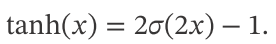 tanh(x) = 2σ(2x) − 1.